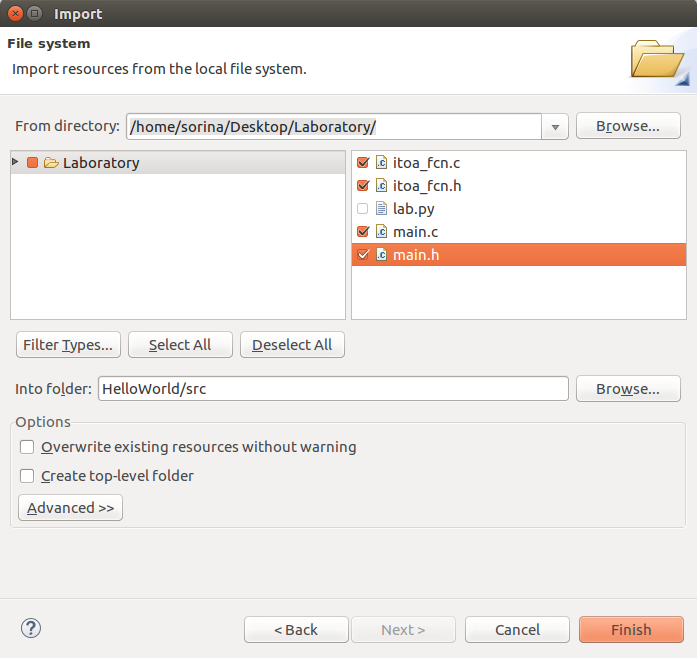 Import
File system
Import resources from the local file system.
From directory: /home/sorina/Desktop/Laboratory/ Browse...
Laboratory
itoa_fcn.c
itoa_fcn.h
lab.py
main.c
main.h
Filter Types... Select All Deselect All
Into folder: HelloWorld/src Browse...
Options
Overwrite existing resources without warning
Create top-level folder
Advanced >>
? < Back Next > Cancel Finish